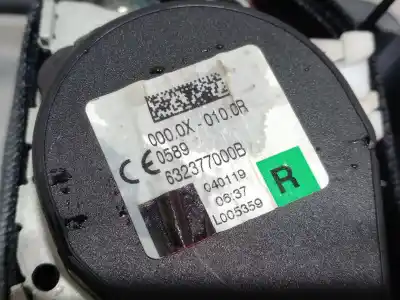 000.0X -010.0R
CE 0589
632377000B
040119
06:37
L005359
R